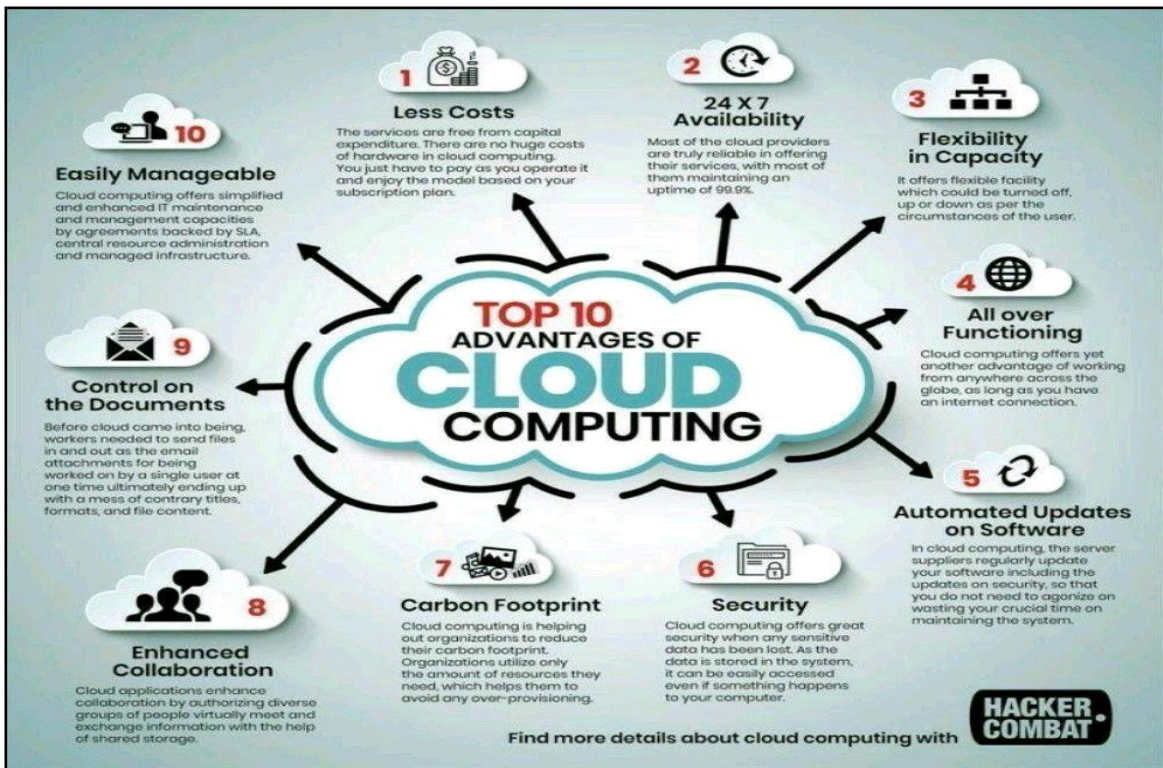 TOP 10
ADVANTAGES OF
CLOUD
COMPUTING
1
Less Costs
The services are free from capital
expenditure. There are no huge costs
of hardware in cloud computing.
You just have to pay as you operate it
and enjoy the model based on your
subscription plan.
2
24 X 7
Availability
Most of the cloud providers
are truly reliable in offering
their services, with most of
them maintaining an
uptime of 99.9%.
3
Flexibility
in Capacity
It offers flexible facility
which could be turned off,
up or down as per the
circumstances of the user.
4
All over
Functioning
Cloud computing offers yet
another advantage of working
from anywhere across the
globe, as long as you have
an internet connection.
5
Automated Updates
on Software
In cloud computing, the server
suppliers regularly update
your software including the
updates on security, so that
you do not need to agonize on
wasting your crucial time on
maintaining the system.
6
Security
Cloud computing offers great
security when any sensitive
data has been lost. As the
data is stored in the system,
it can be easily accessed
even if something happens
to your computer.
7
Carbon Footprint
Cloud computing is helping
out organizations to reduce
their carbon footprint.
Organizations utilize only
the amount of resources they
need, which helps them to
avoid any over-provisioning.
8
Enhanced
Collaboration
Cloud applications enhance
collaboration by authorizing diverse
groups of people virtually meet and
exchange information with the help
of shared storage.
9
Control on
the Documents
Before cloud came into being,
workers needed to send files
in and out as the email
attachments for being
worked on by a single user at
one time ultimately ending up
with a mess of contrary titles,
formats, and file content.
10
Easily Manageable
Cloud computing offers simplified
and enhanced IT maintenance
and management capacities
by agreements backed by SLA,
central resource administration
and managed infrastructure.
Find more details about cloud computing with
HACKER
COMBAT